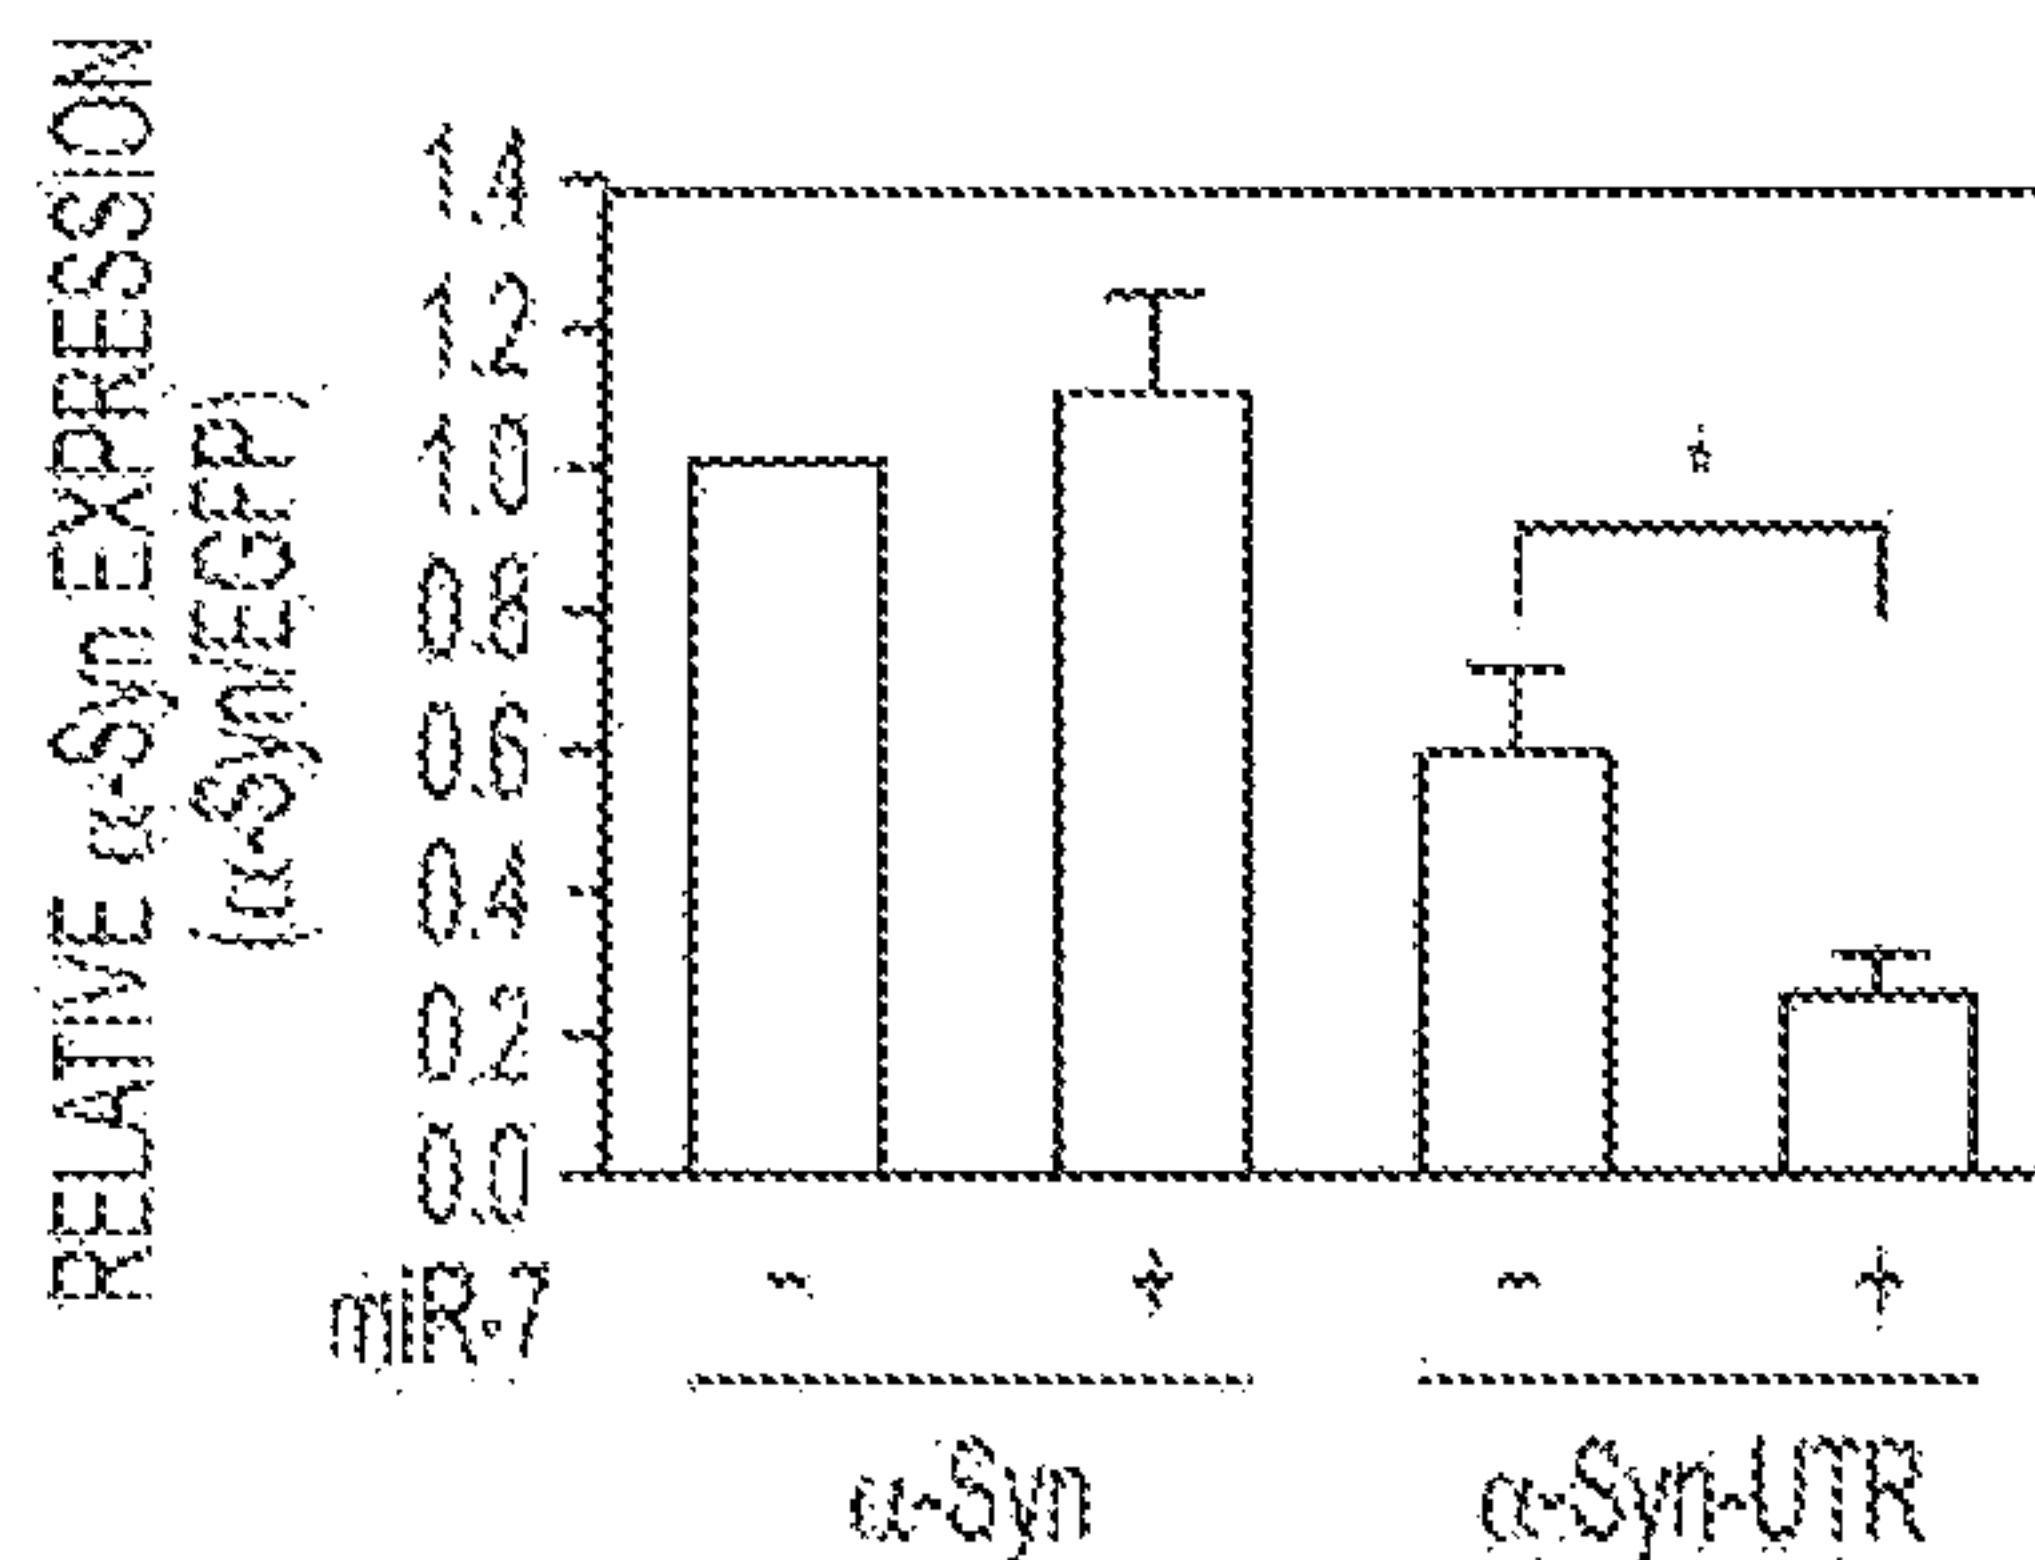 RELATIVE α-Syn EXPRESSION
(α-Syn/EGFP)
1.4
1.2
1.0
0.8
0.6
0.4
0.2
0.0
*
miR-7 - + - +
α-Syn α-Syn-UTR